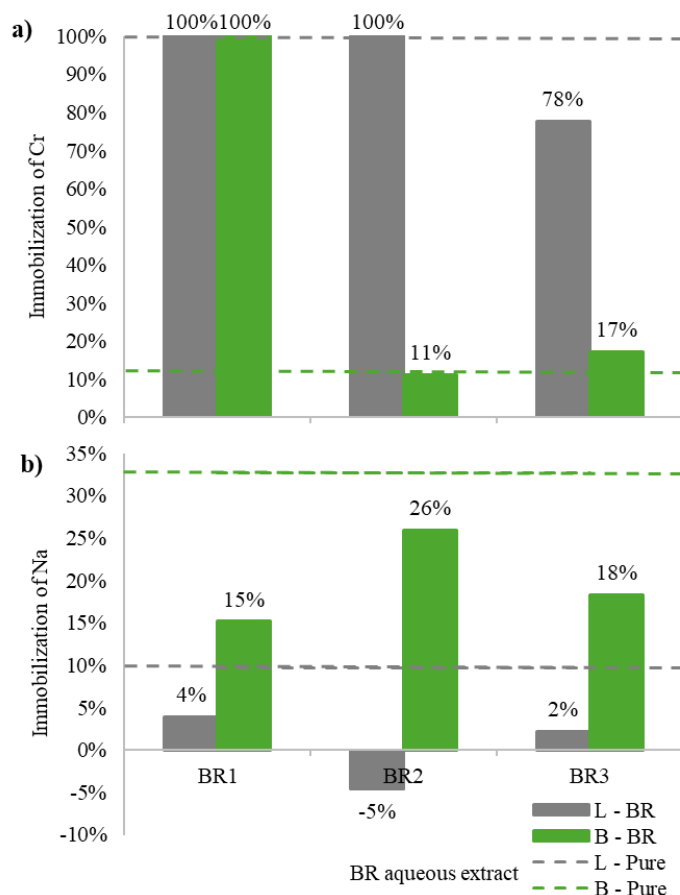 a)
Immobilization of Cr
100%
90%
80%
70%
60%
50%
40%
30%
20%
10%
0%
100% 100% 100%
78%
11%
17%
b)
Immobilization of Na
35%
30%
25%
20%
15%
10%
5%
0%
-5%
-10%
4%
15%
-5%
26%
2%
18%
BR1 BR2 BR3
BR aqueous extract
L - BR
B - BR
L - Pure
B - Pure